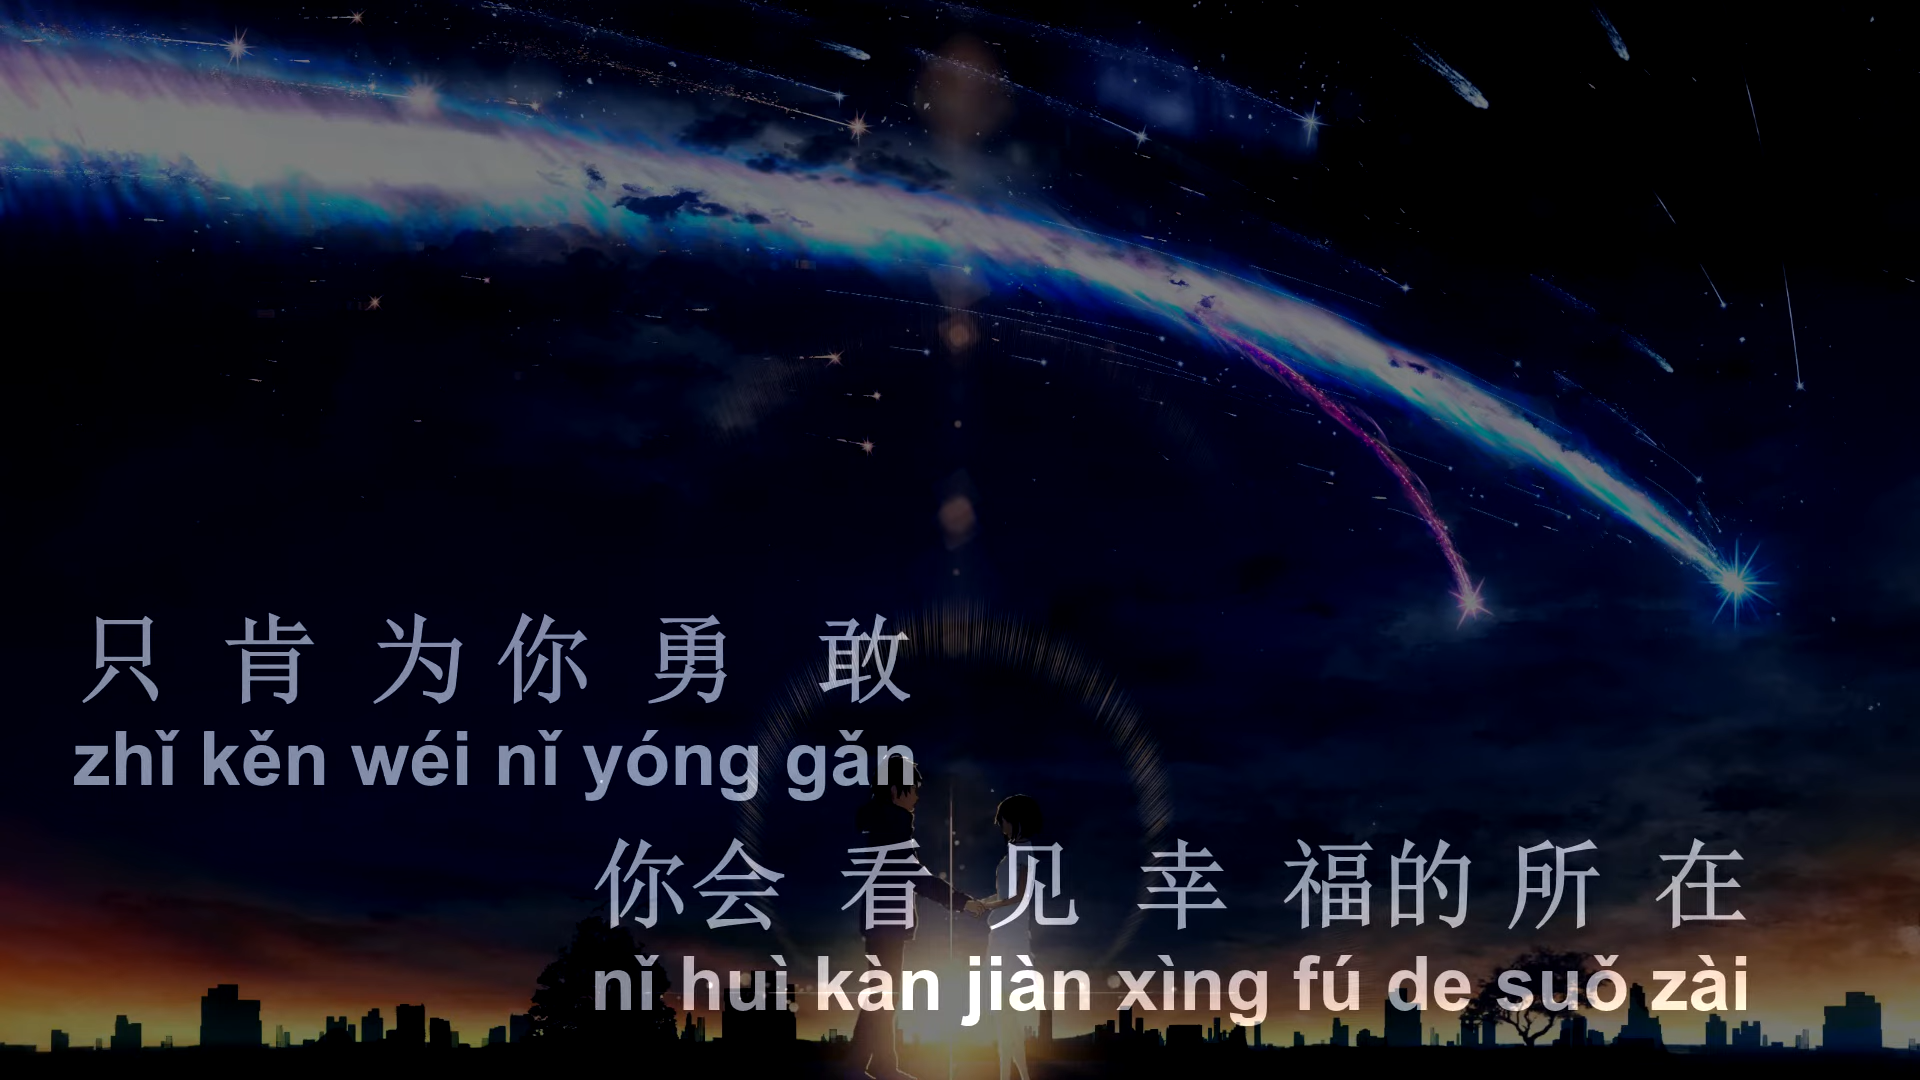 只 肯 为 你 勇 敢
zhǐ kěn wéi nǐ yóng gǎn
你会 看 见 幸 福的 所 在
nǐ huì kàn jiàn xìng fú de suǒ zài